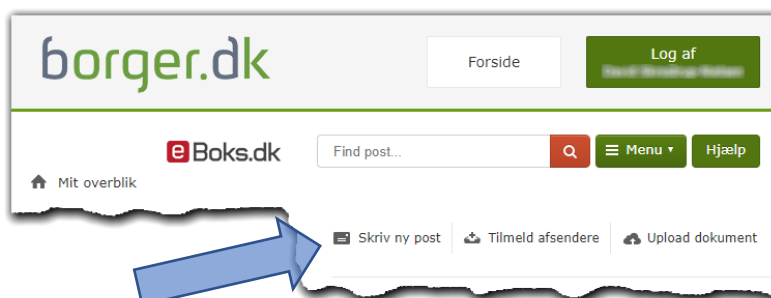 borger.dk
Forside
Log af
e Boks.dk
Find post...
Menu
Hjælp
Mit overblik
Skriv ny post
Tilmeld afsendere
Upload dokument